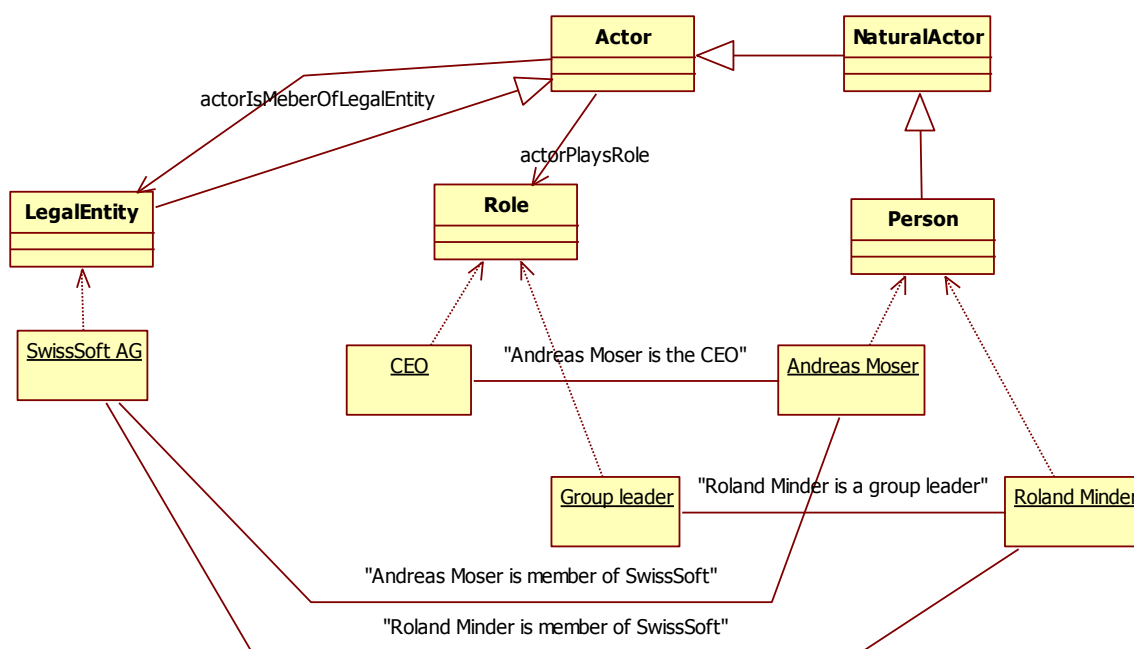 Actor
NaturalActor
actorIsMeberOfLegalEntity
actorPlaysRole
LegalEntity
Role
Person
SwissSoft AG
CEO
"Andreas Moser is the CEO"
Andreas Moser
Group leader
"Roland Minder is a group leader"
Roland Minder
"Andreas Moser is member of SwissSoft"
"Roland Minder is member of SwissSoft"